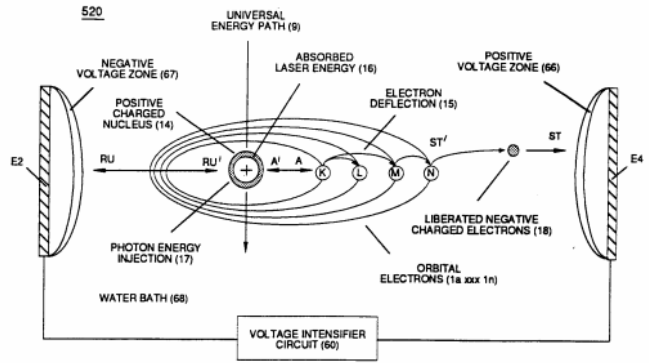 520
UNIVERSAL
ENERGY PATH (9)
NEGATIVE
VOLTAGE ZONE (67)
ABSORBED
LASER ENERGY (16)
POSITIVE
VOLTAGE ZONE (66)
POSITIVE
CHARGED
NUCLEUS (14)
ELECTRON
DEFLECTION (15)
ST'
ST
E2
RU
RU'
+
A'
A
K
L
M
N
E4
PHOTON ENERGY
INJECTION (17)
LIBERATED NEGATIVE
CHARGED ELECTRONS (18)
ORBITAL
ELECTRONS (1a xxx 1n)
WATER BATH (68)
VOLTAGE INTENSIFIER
CIRCUIT (60)